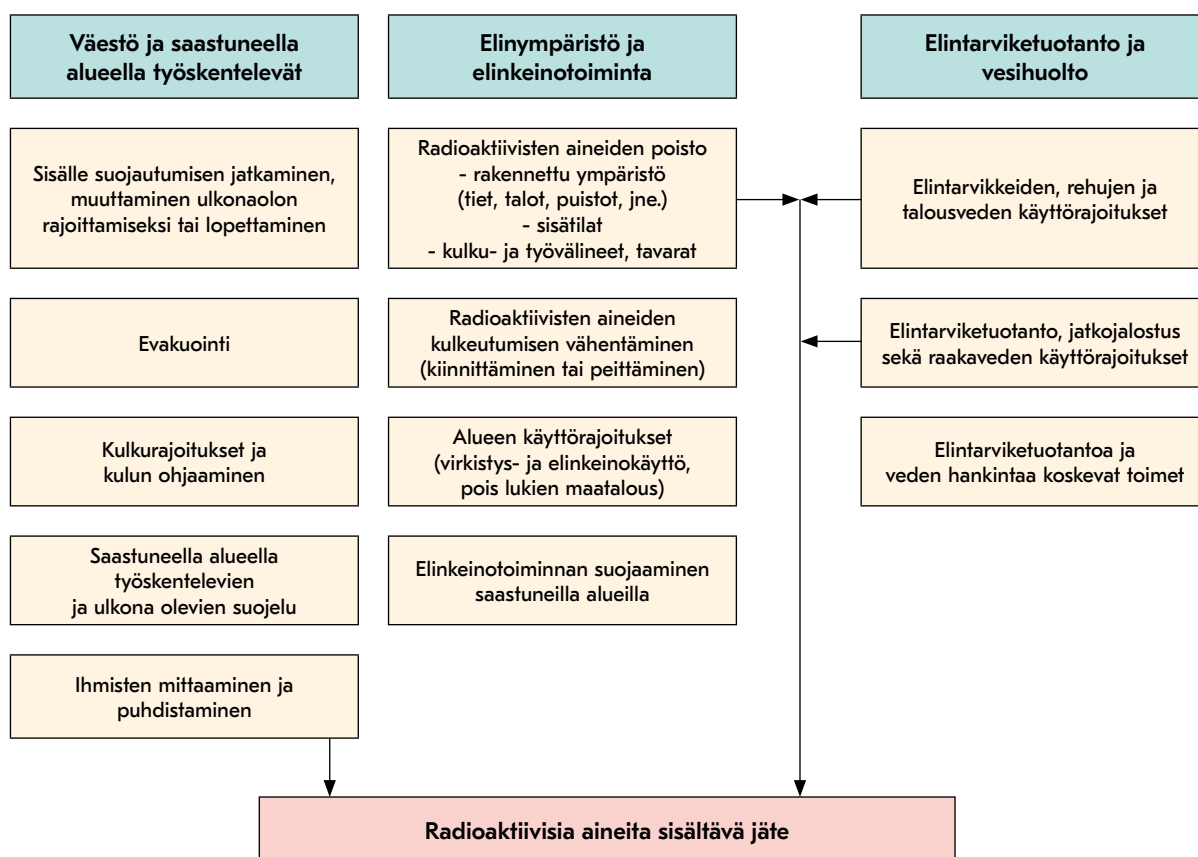 Väestö ja saastuneella
alueella työskentelevät
Sisälle suojautumisen jatkaminen,
muuttaminen ulkonaolon
rajoittamiseksi tai lopettaminen
Evakuointi
Kulkurajoitukset ja
kulun ohjaaminen
Saastuneella alueella
työskentelevien
ja ulkona olevien suojelu
Ihmisten mittaaminen ja
puhdistaminen
Elinympäristö ja
elinkeinotoiminta
Radioaktiivisten aineiden poisto
- rakennettu ympäristö
(tiet, talot, puistot, jne.)
- sisätilat
- kulku- ja työvälineet, tavarat
Radioaktiivisten aineiden
kulkeutumisen vähentäminen
(kiinnittäminen tai peittäminen)
Alueen käyttörajoitukset
(virkistys- ja elinkeinokäyttö,
pois lukien maatalous)
Elinkeinotoiminnan suojaaminen
saastuneilla alueilla
Elintarviketuotanto ja
vesihuolto
Elintarvikkeiden, rehujen ja
talousveden käyttörajoitukset
Elintarviketuotanto, jatkojalostus
sekä raakaveden käyttörajoitukset
Elintarviketuotantoa ja
veden hankintaa koskevat toimet
Radioaktiivisia aineita sisältävä jäte